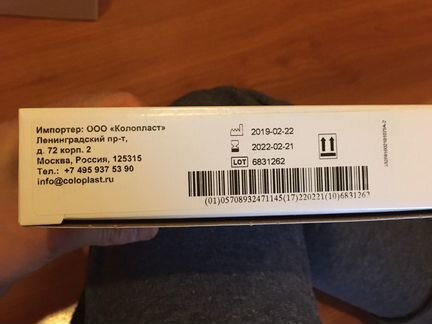 Импортер: ООО «Колопласт»
Ленинградский пр-т,
д. 72 корп. 2
Москва, Россия, 125315
Тел.: +7 495 937 53 90
info@coloplast.ru
2019-02-22
2022-02-21
LOT 6831262
(01)05708932471145(17)220221(10)6831262